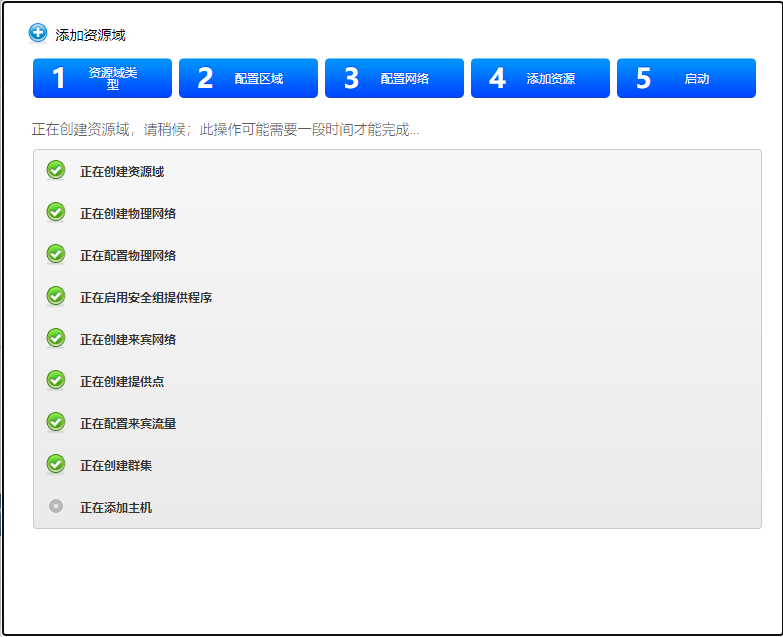 添加资源域
1 资源域类
型
2 配置区域
3 配置网络
4 添加资源
5 启动
正在创建资源域，请稍候；此操作可能需要一段时间才能完成...
正在创建资源域
正在创建物理网络
正在配置物理网络
正在启用安全组提供程序
正在创建来宾网络
正在创建提供点
正在配置来宾流量
正在创建群集
正在添加主机